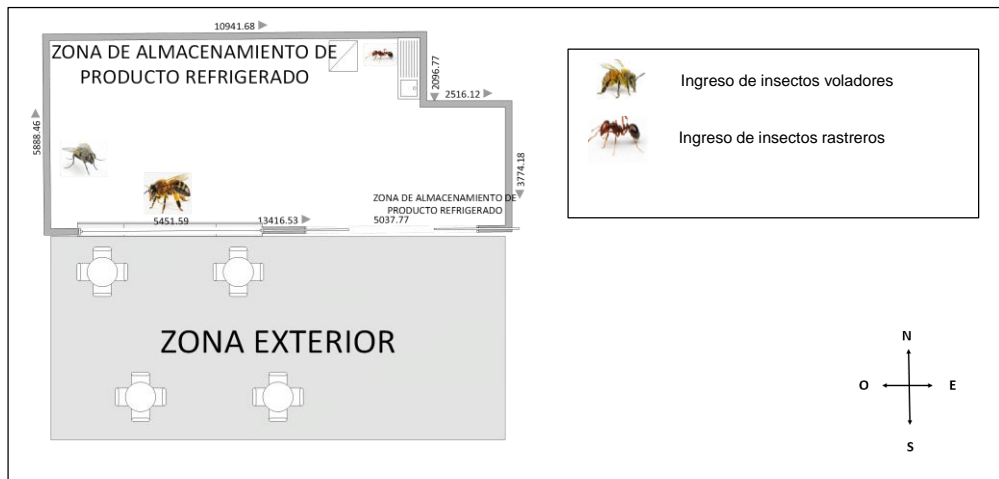 10941.68
ZONA DE ALMACENAMIENTO DE
PRODUCTO REFRIGERADO
2096.77
2516.12
5888.46
3774.18
ZONA DE ALMACENAMIENTO DE
PRODUCTO REFRIGERADO
5451.59
13416.53
5037.77
ZONA EXTERIOR
Ingreso de insectos voladores
Ingreso de insectos rastreros
N
O
E
S